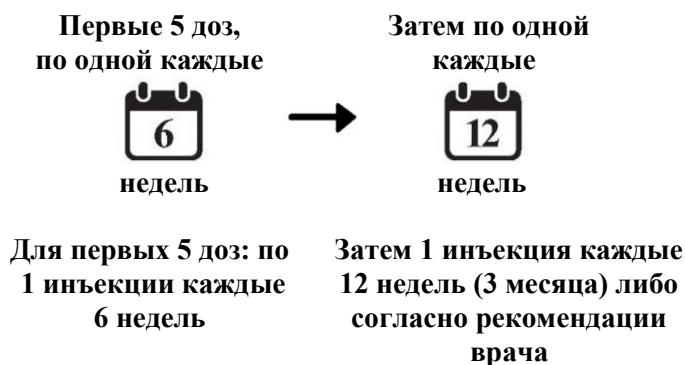 Первые 5 доз,
по одной каждые
6
недель
Затем по одной
каждые
12
недель
Для первых 5 доз: по
1 инъекции каждые
6 недель
Затем 1 инъекция каждые
12 недель (3 месяца) либо
согласно рекомендации
врача